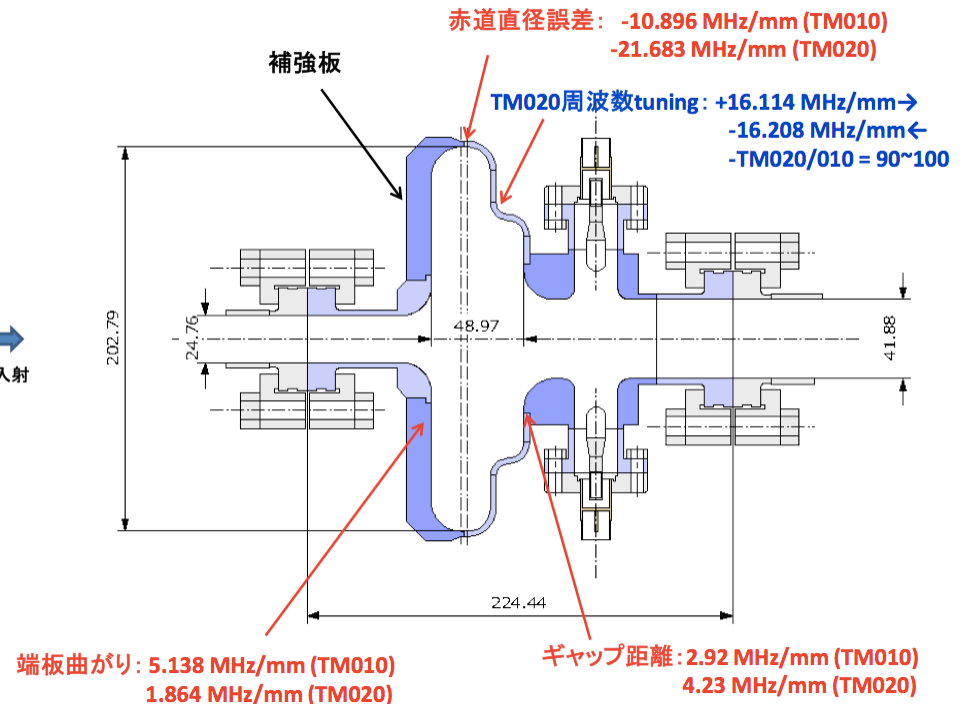 赤道直径誤差： -10.896 MHz/mm (TM010)
-21.683 MHz/mm (TM020)
補強板
TM020周波数tuning： +16.114 MHz/mm→
-16.208 MHz/mm←
-TM020/010 = 90~100
202.79
24.76
48.97
41.88
入射
224.44
端板曲がり： 5.138 MHz/mm (TM010)
1.864 MHz/mm (TM020)
ギャップ距離：2.92 MHz/mm (TM010)
4.23 MHz/mm (TM020)